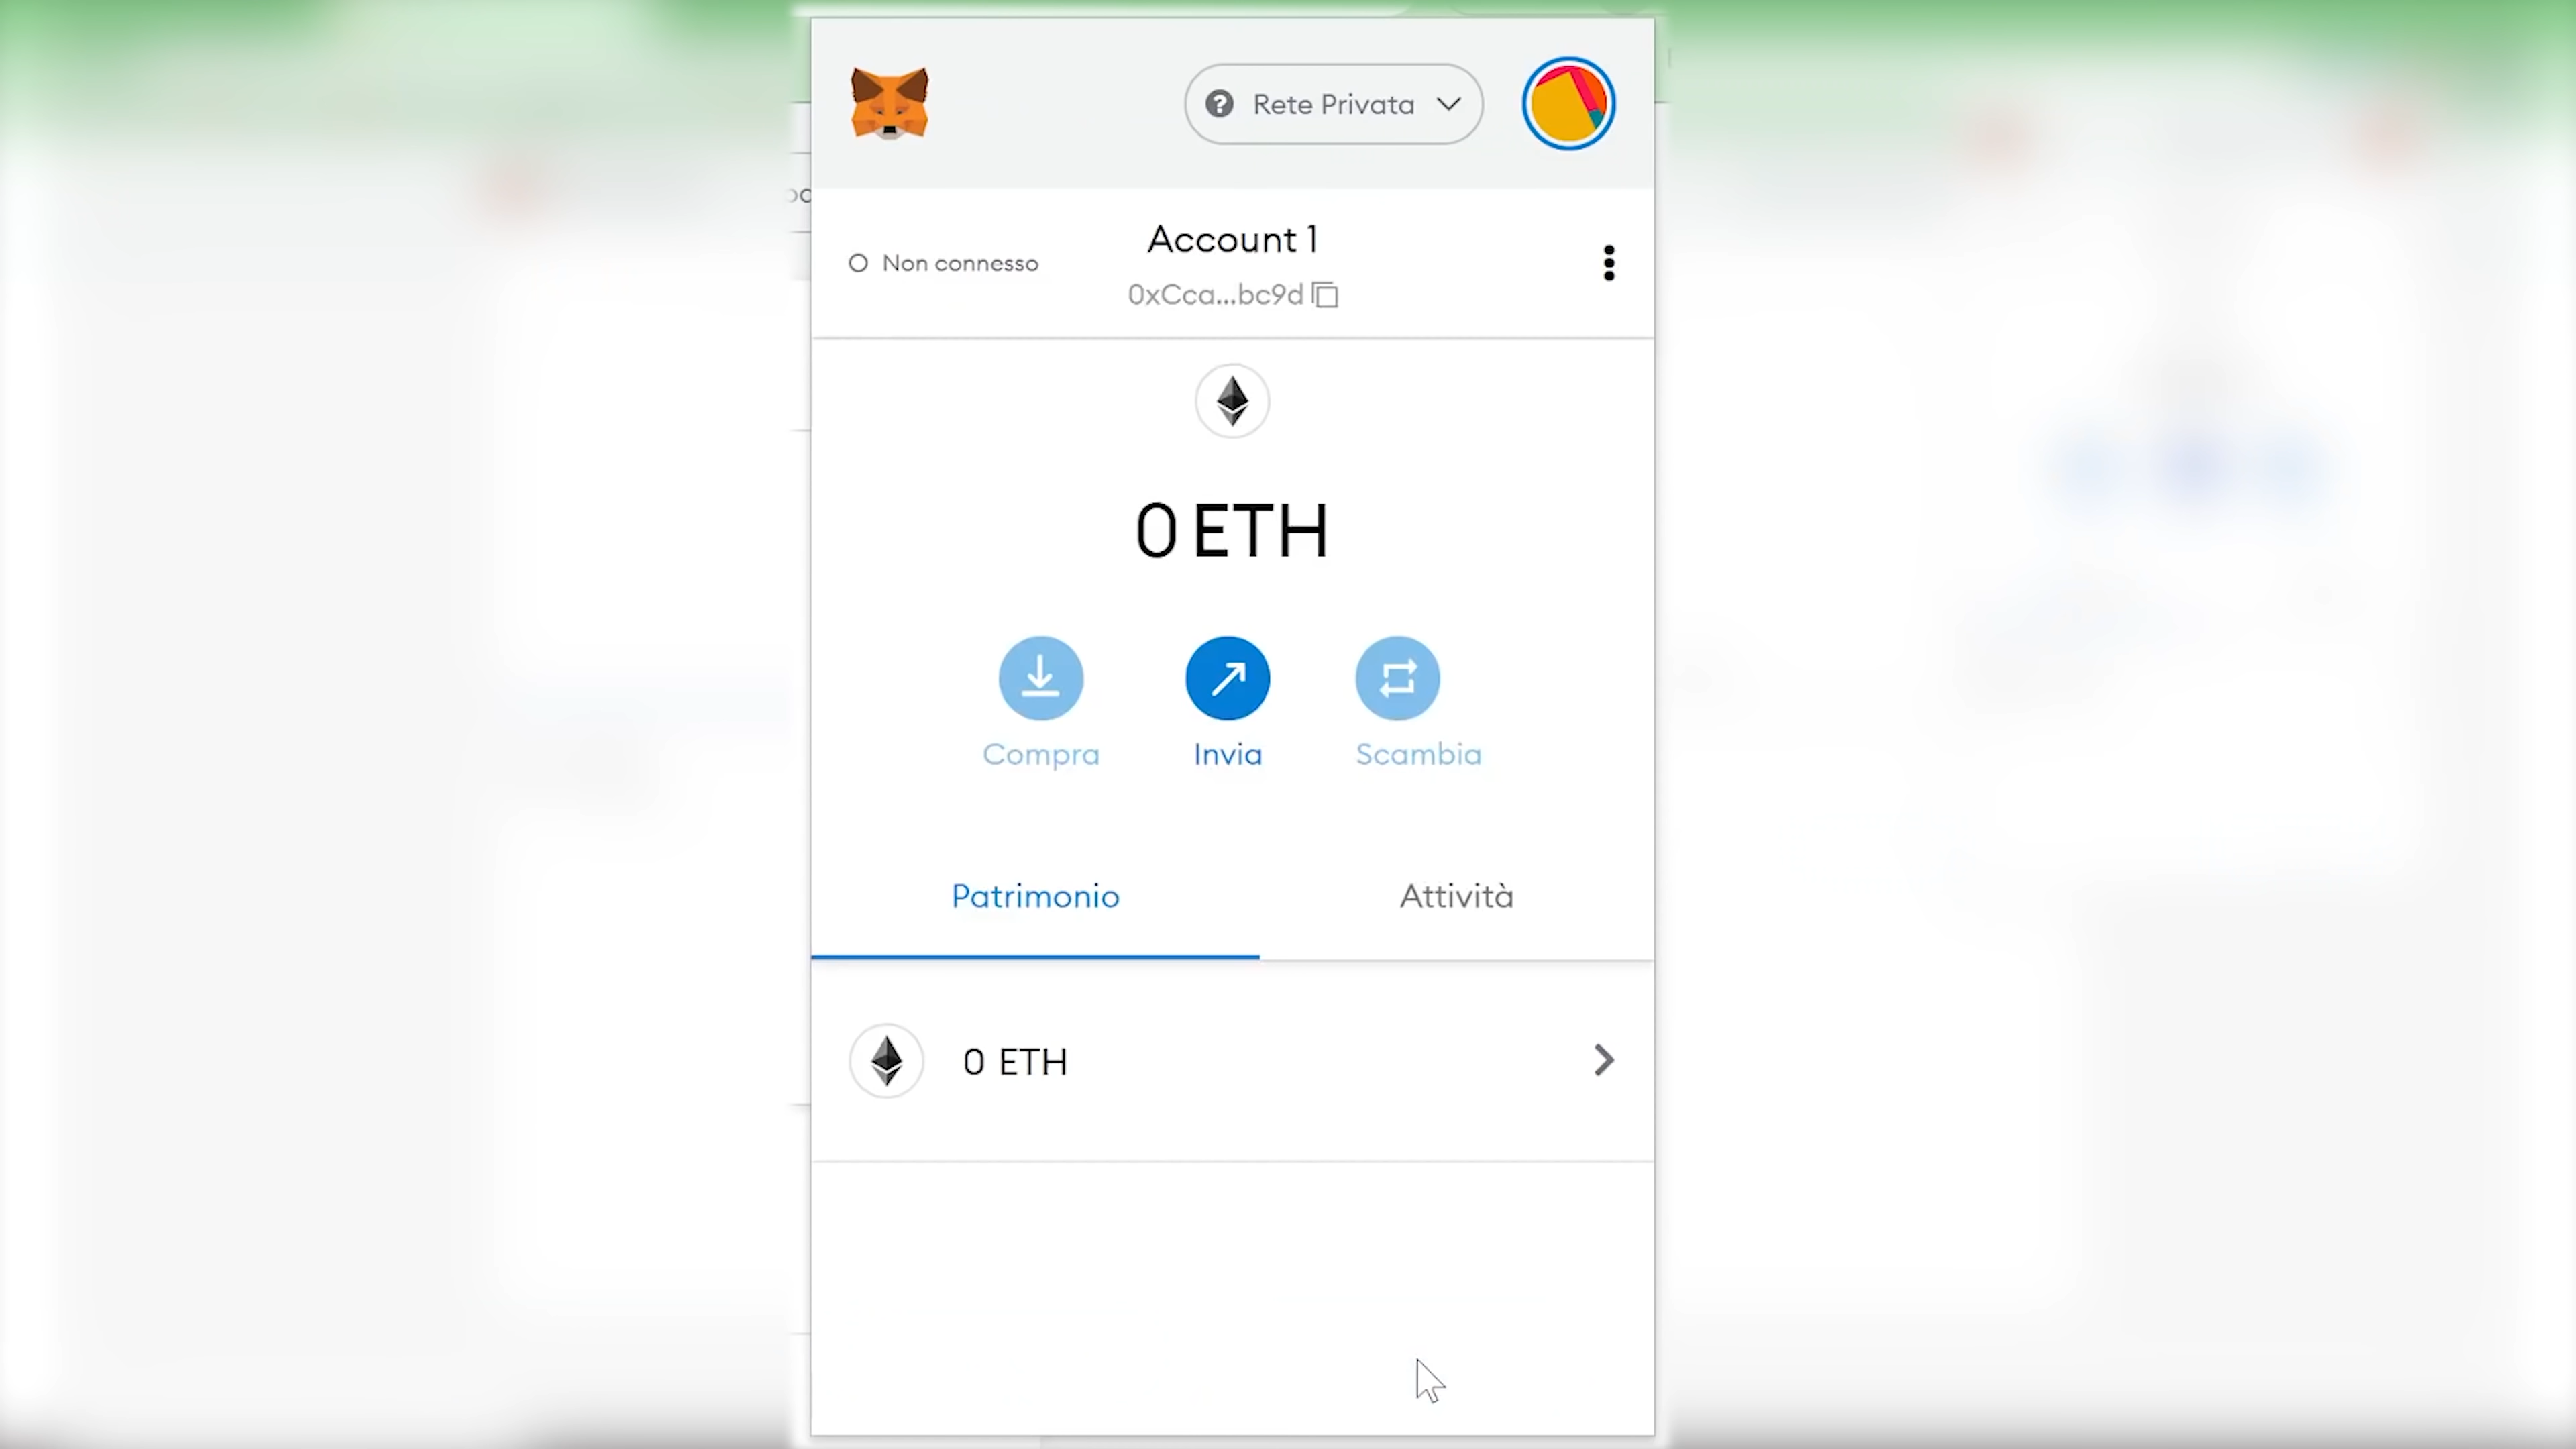 Rete Privata
Account 1
Non connesso
0xCca...bc9d
0 ETH
Compra
Invia
Scambia
Patrimonio
Attività
0 ETH